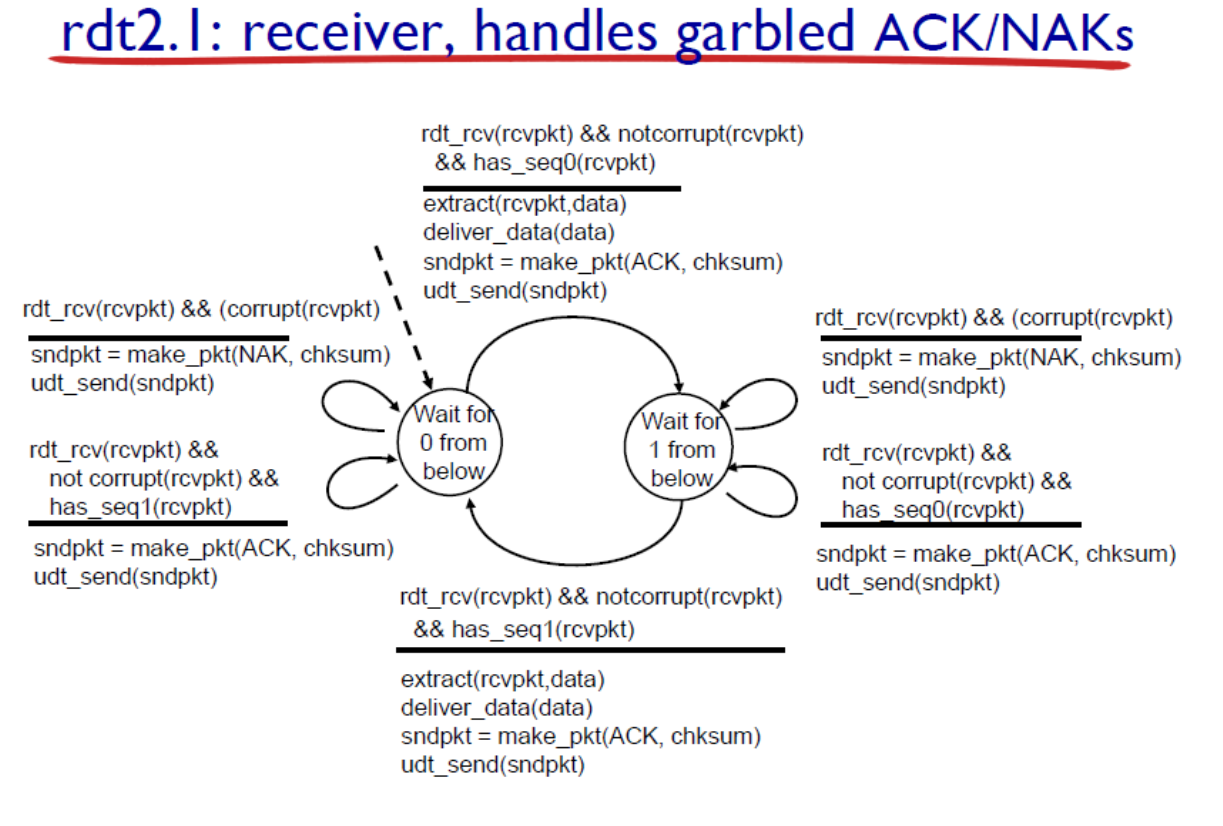 rdt2.1: receiver, handles garbled ACK/NAKs
rdt_rcv(rcvpkt) && notcorrupt(rcvpkt)
&& has_seq0(rcvpkt)
extract(rcvpkt,data)
deliver_data(data)
sndpkt = make_pkt(ACK, chksum)
udt_send(sndpkt)
rdt_rcv(rcvpkt) && (corrupt(rcvpkt)
sndpkt = make_pkt(NAK, chksum)
udt_send(sndpkt)
rdt_rcv(rcvpkt) &&
not corrupt(rcvpkt) &&
has_seq1(rcvpkt)
sndpkt = make_pkt(ACK, chksum)
udt_send(sndpkt)
Wait for
0 from
below
Wait for
1 from
below
rdt_rcv(rcvpkt) && (corrupt(rcvpkt)
sndpkt = make_pkt(NAK, chksum)
udt_send(sndpkt)
rdt_rcv(rcvpkt) &&
not corrupt(rcvpkt) &&
has_seq0(rcvpkt)
sndpkt = make_pkt(ACK, chksum)
udt_send(sndpkt)
rdt_rcv(rcvpkt) && notcorrupt(rcvpkt)
&& has_seq1(rcvpkt)
extract(rcvpkt,data)
deliver_data(data)
sndpkt = make_pkt(ACK, chksum)
udt_send(sndpkt)